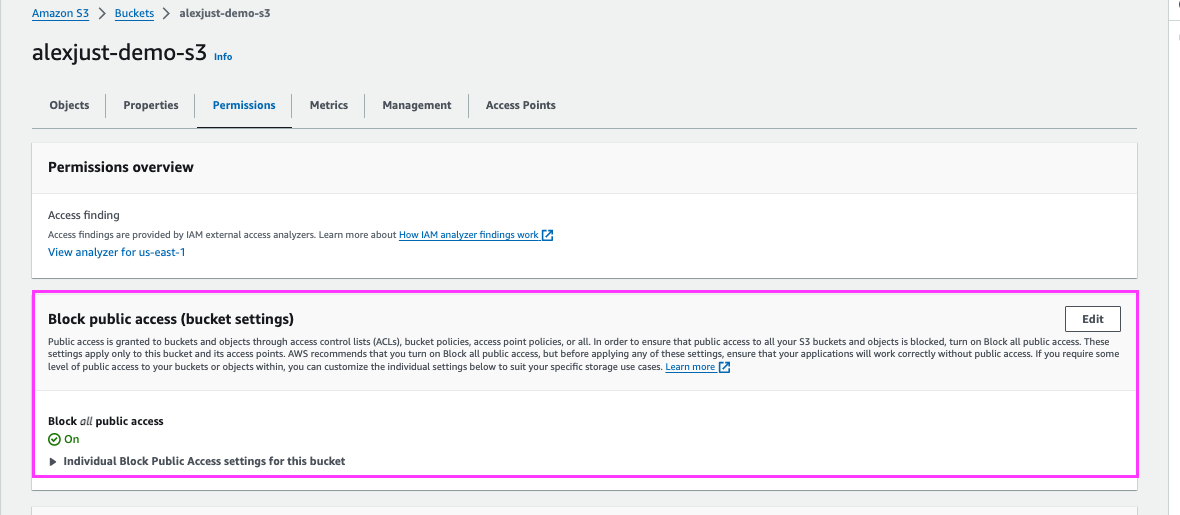 Amazon S3 > Buckets > alexjust-demo-s3
alexjust-demo-s3 Info
Objects Properties Permissions Metrics Management Access Points
Permissions overview
Access finding
Access findings are provided by IAM external access analyzers. Learn more about How IAM analyzer findings work
View analyzer for us-east-1
Block public access (bucket settings)
Edit
Public access is granted to buckets and objects through access control lists (ACLs), bucket policies, access point policies, or all. In order to ensure that public access to all your S3 buckets and objects is blocked, turn on Block all public access. These
settings apply only to this bucket and its access points. AWS recommends that you turn on Block all public access, but before applying any of these settings, ensure that your applications will work correctly without public access. If you require some
level of public access to your buckets or objects within, you can customize the individual settings below to suit your specific storage use cases. Learn more
Block all public access
On
Individual Block Public Access settings for this bucket